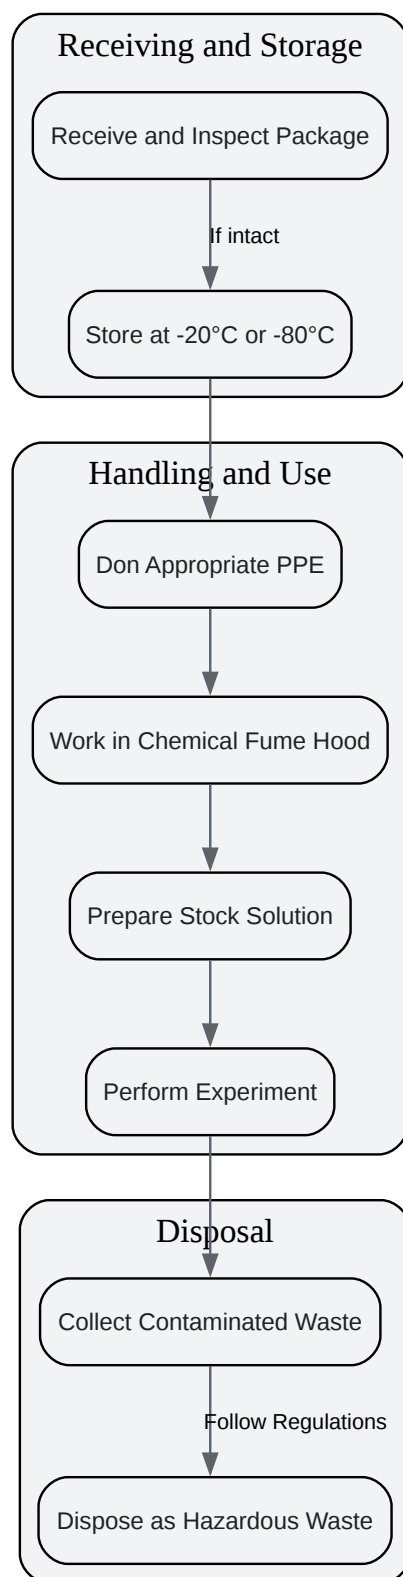 Receiving and Storage
Receive and Inspect Package
If intact
Store at -20°C or -80°C
Handling and Use
Don Appropriate PPE
Work in Chemical Fume Hood
Prepare Stock Solution
Perform Experiment
Disposal
Collect Contaminated Waste
Follow Regulations
Dispose as Hazardous Waste